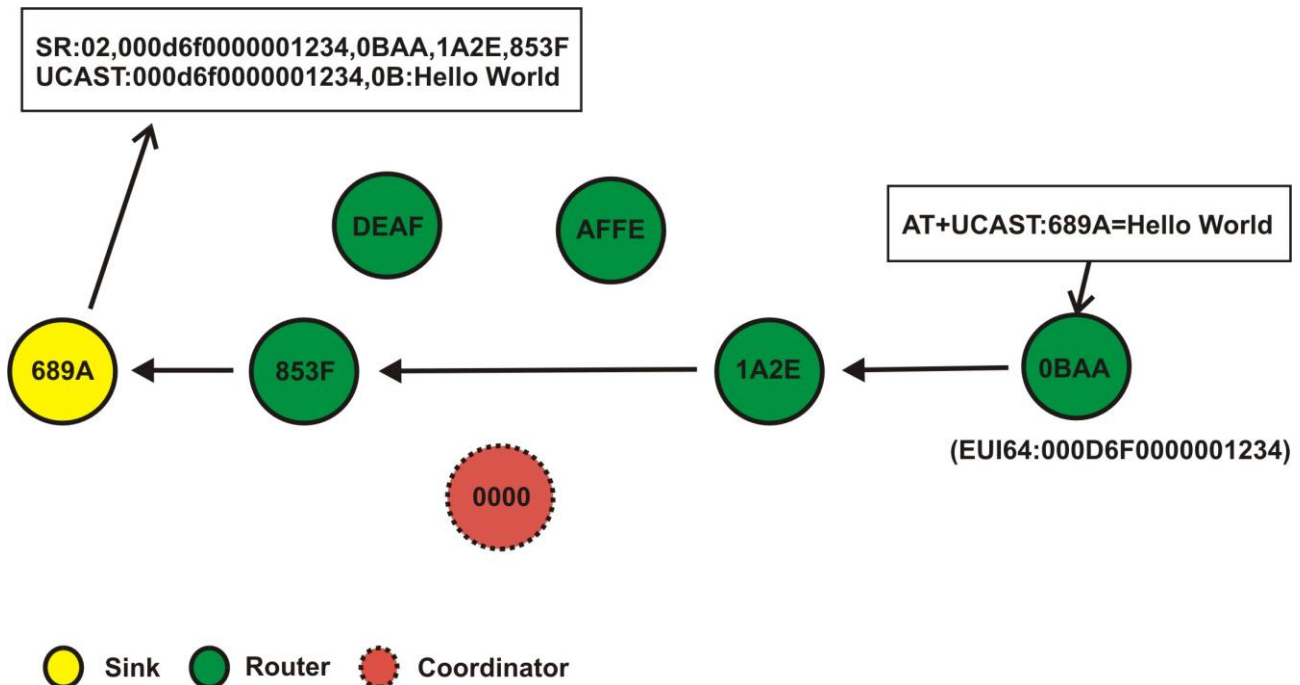 SR:02,000d6f0000001234,0BAA,1A2E,853F
UCAST:000d6f0000001234,0B:Hello World
DEAF
AFFE
AT+UCAST:689A=Hello World
689A
853F
1A2E
0BAA
(EUI64:000D6F0000001234)
0000
Sink
Router
Coordinator